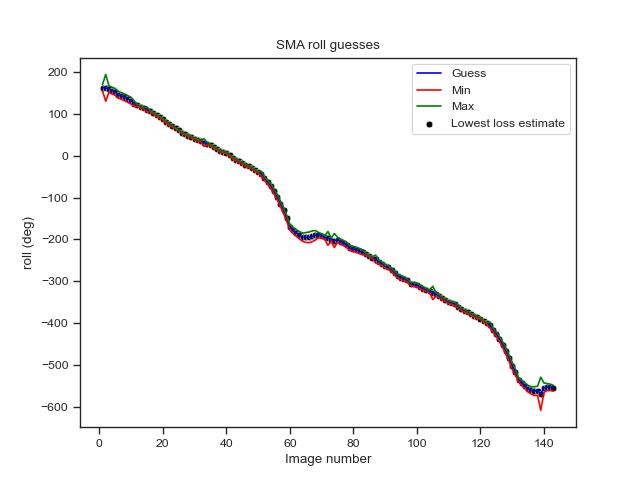 SMA roll guesses
Guess
Min
Max
Lowest loss estimate
roll (deg)
200
100
0
−100
−200
−300
−400
−500
−600
0 20 40 60 80 100 120 140
Image number